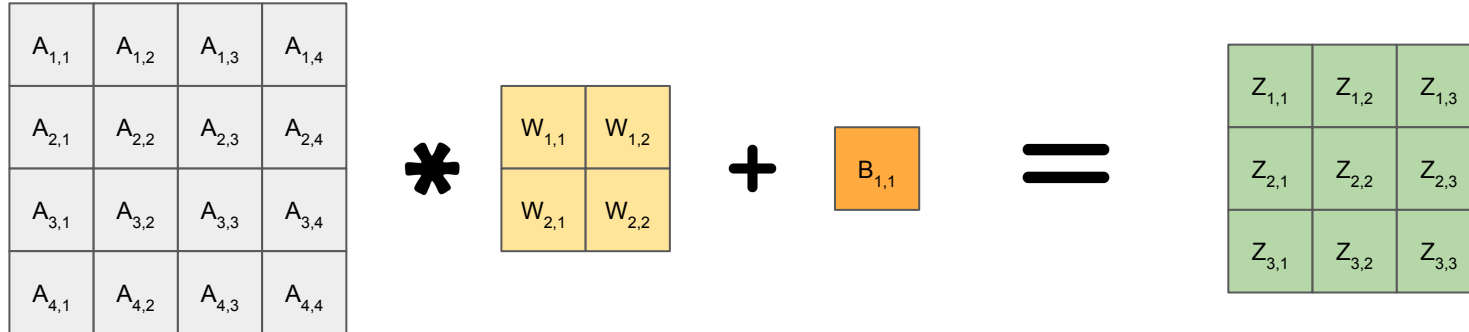 A1,1 A1,2 A1,3 A1,4
A2,1 A2,2 A2,3 A2,4
A3,1 A3,2 A3,3 A3,4
A4,1 A4,2 A4,3 A4,4
*
W1,1 W1,2
W2,1 W2,2
+
B1,1
=
Z1,1 Z1,2 Z1,3
Z2,1 Z2,2 Z2,3
Z3,1 Z3,2 Z3,3